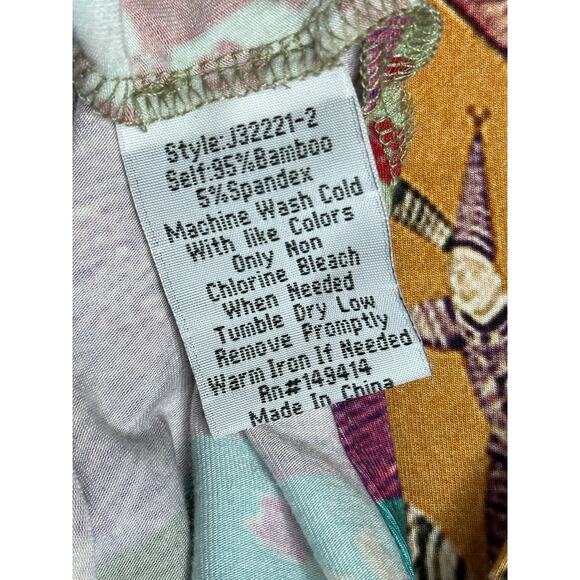 Style:JQ2221-2
Self:95%Bamboo
5%Spandex
Machine Wash Cold
With like Colors
Only Non
Chlorine Bleach
When Needed
Tumble Dry Low
Remove Promptly
Warm Iron If Needed
Rn#149414
Made In China